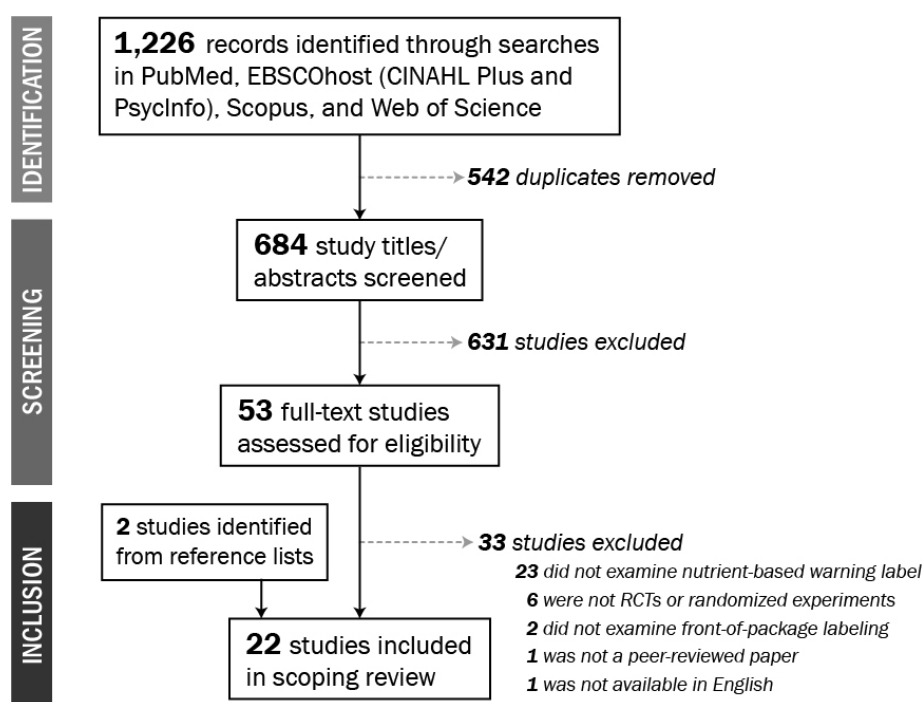 IDENTIFICATION
1,226 records identified through searches
in PubMed, EBSCOhost (CINAHL Plus and
PsycInfo), Scopus, and Web of Science
542 duplicates removed
SCREENING
684 study titles/
abstracts screened
631 studies excluded
53 full-text studies
assessed for eligibility
INCLUSION
2 studies identified
from reference lists
33 studies excluded
23 did not examine nutrient-based warning label
6 were not RCTs or randomized experiments
2 did not examine front-of-package labeling
1 was not a peer-reviewed paper
1 was not available in English
22 studies included
in scoping review